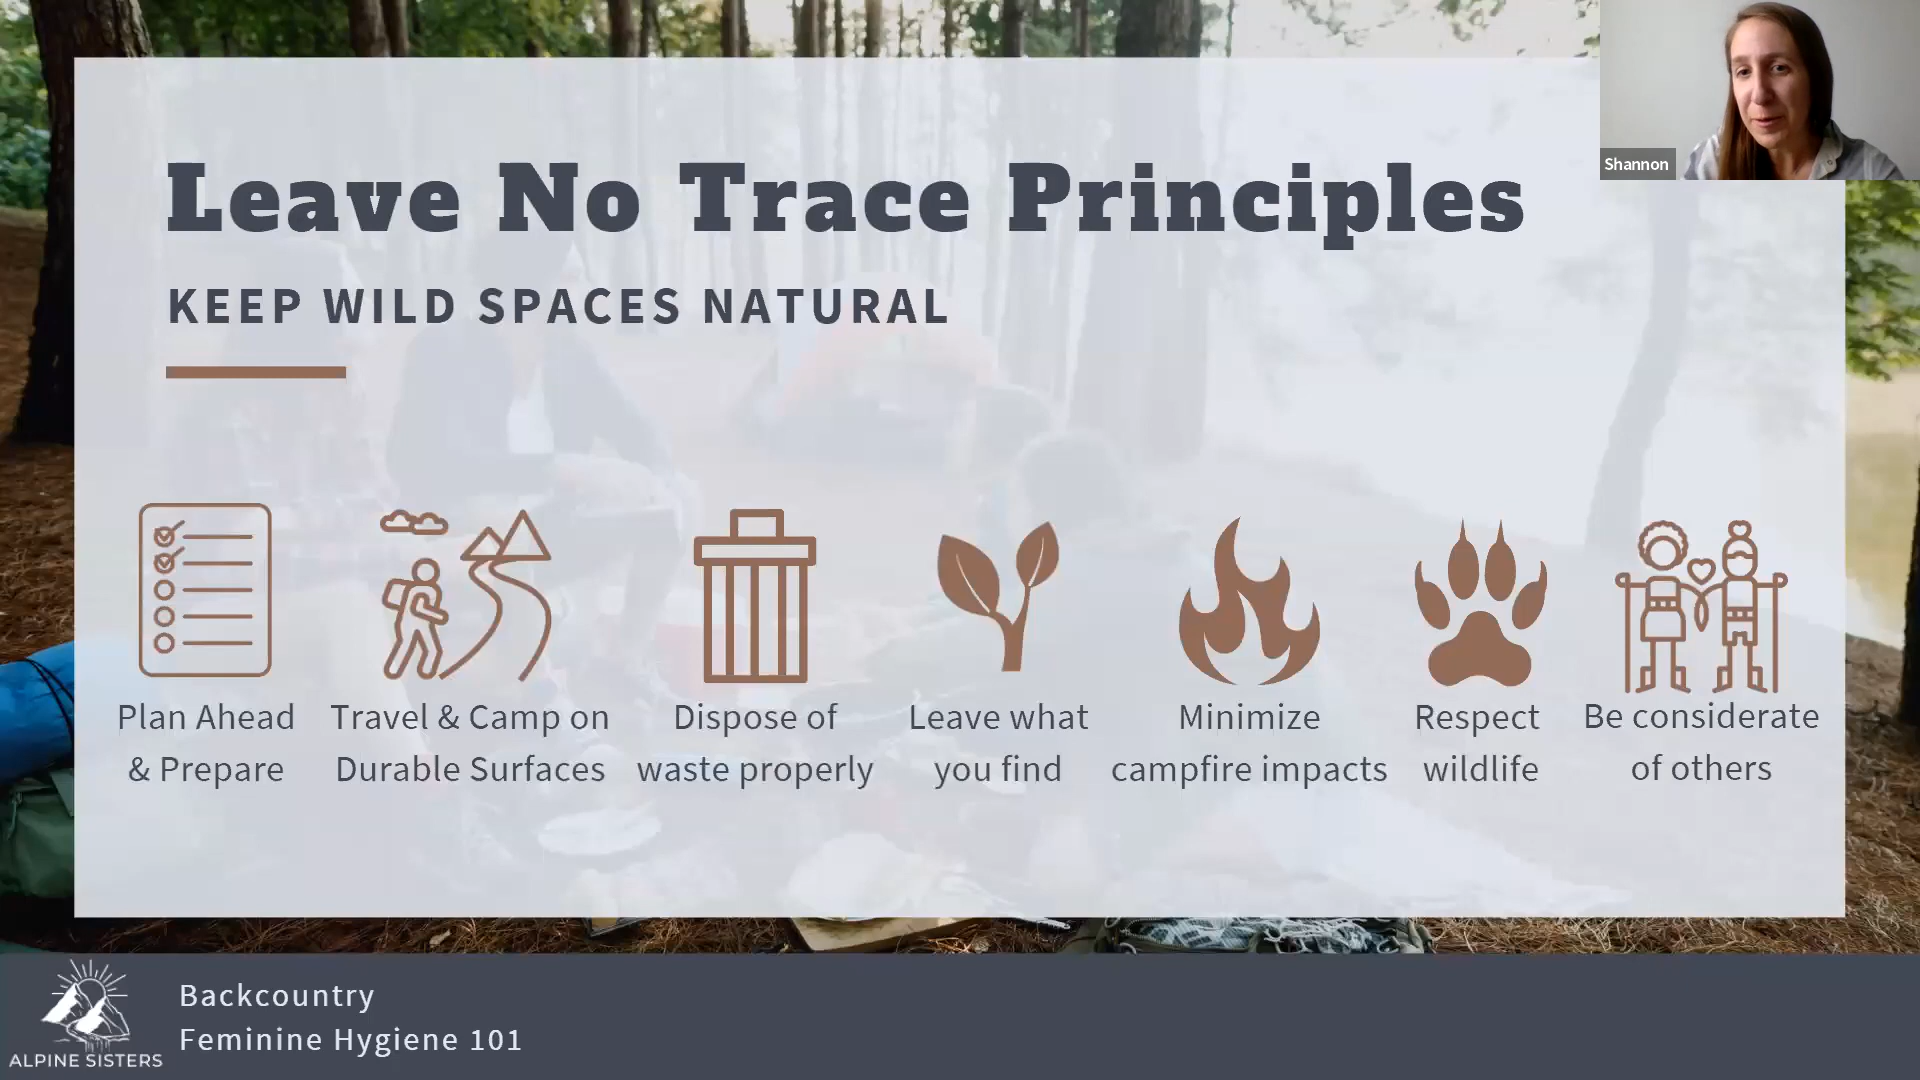 Shannon
Leave No Trace Principles
KEEP WILD SPACES NATURAL
Plan Ahead
& Prepare
Travel & Camp on
Durable Surfaces
Dispose of
waste properly
Leave what
you find
Minimize
campfire impacts
Respect
wildlife
Be considerate
of others
ALPINE SISTERS
Backcountry
Feminine Hygiene 101